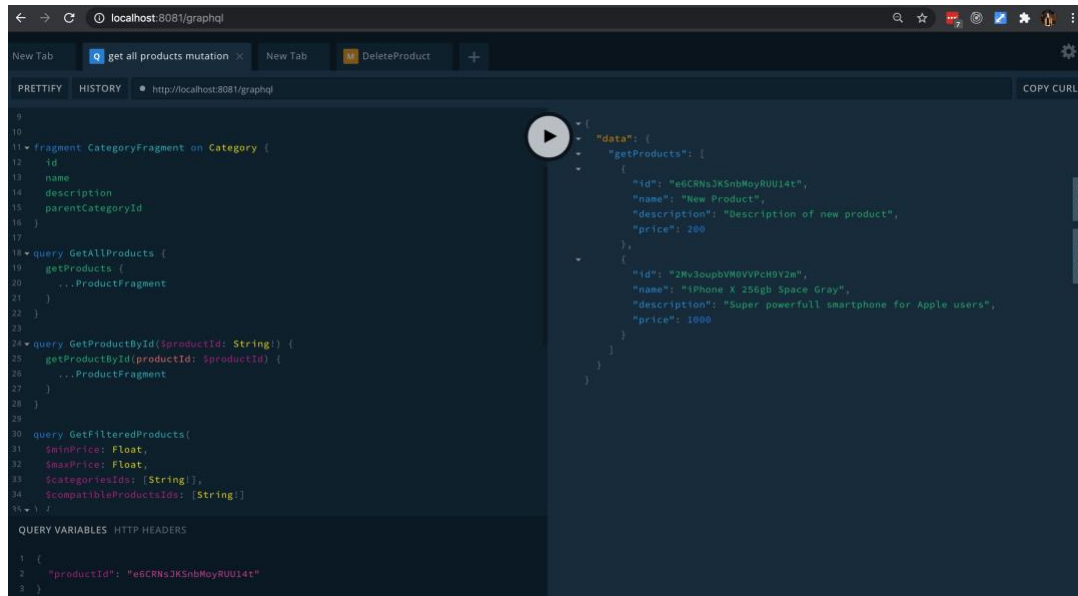 localhost:8081/graphql
7
New Tab
Q get all products mutation ×
New Tab
M DeleteProduct
+
PRETTIFY HISTORY http://localhost:8081/graphql COPY CURL
9
10
11 fragment CategoryFragment on Category {
12 id
13 name
14 description
15 parentCategoryId
16 }
17
18 query GetAllProducts {
19 getProducts {
20 ...ProductFragment
21 }
22 }
23
24 query GetProductById($productId: String!) {
25 getProductById(productId: $productId) {
26 ...ProductFragment
27 }
28 }
29
30 query GetFilteredProducts(
31 $minPrice: Float,
32 $maxPrice: Float,
33 $categoriesIds: [String!],
34 $compatibleProductsIds: [String!]
35 ) {
QUERY VARIABLES HTTP HEADERS
1 {
2 "productId": "e6CRNsJKSnbMoyRUU14t"
3 }
{
"data": {
"getProducts": [
{
"id": "e6CRNsJKSnbMoyRUU14t",
"name": "New Product",
"description": "Description of new product",
"price": 200
},
{
"id": "2Mv3oupbVM0VVPcH9Y2m",
"name": "iPhone X 256gb Space Gray",
"description": "Super powerfull smartphone for Apple users",
"price": 1000
}
]
}
}